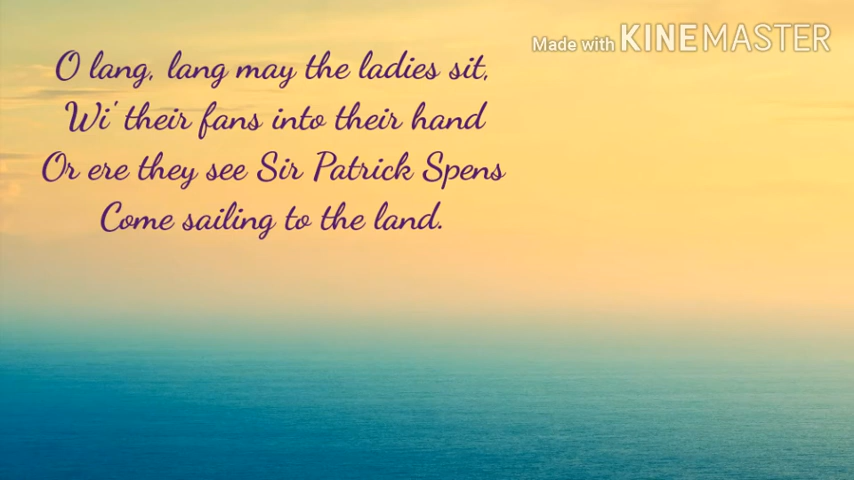 Made with KINEMASTER
O lang, lang may the ladies sit,
Wi' their fans into their hand
Or ere they see Sir Patrick Spens
Come sailing to the land.